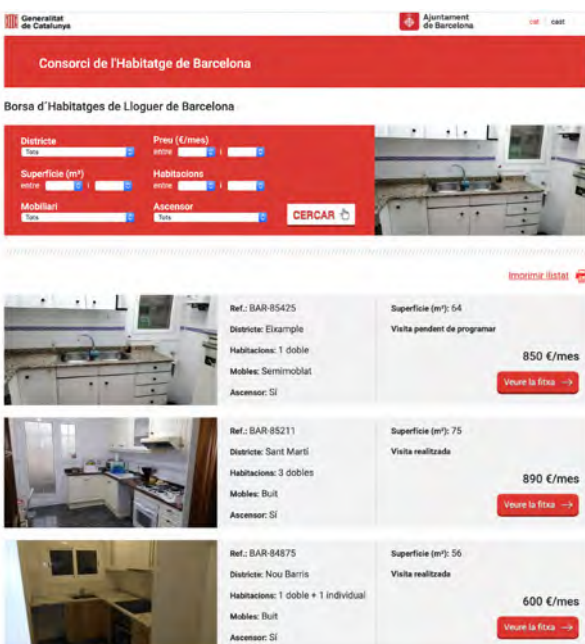 Generalitat
de Catalunya
Ajuntament
de Barcelona
cat cast
Consorci de l'Habitatge de Barcelona
Borsa d´Habitatges de Lloguer de Barcelona
Districte
Tots
Preu (€/mes)
entre i
Superfície (m²)
entre i
Habitacions
entre i
Mobiliari
Tots
Ascensor
Tots
CERCAR
Imprimir llistat
Ref.: BAR-85425
Superfície (m²): 64
Districte: Eixample
Visita pendent de programar
Habitacions: 1 doble
850 €/mes
Mobles: Semimoblat
Veure la fitxa →
Ascensor: Sí
Ref.: BAR-85211
Superfície (m²): 75
Districte: Sant Martí
Visita realitzada
Habitacions: 3 dobles
890 €/mes
Mobles: Buit
Veure la fitxa →
Ascensor: Sí
Ref.: BAR-84875
Superfície (m²): 56
Districte: Nou Barris
Visita realitzada
Habitacions: 1 doble + 1 individual
600 €/mes
Mobles: Buit
Veure la fitxa →
Ascensor: Sí